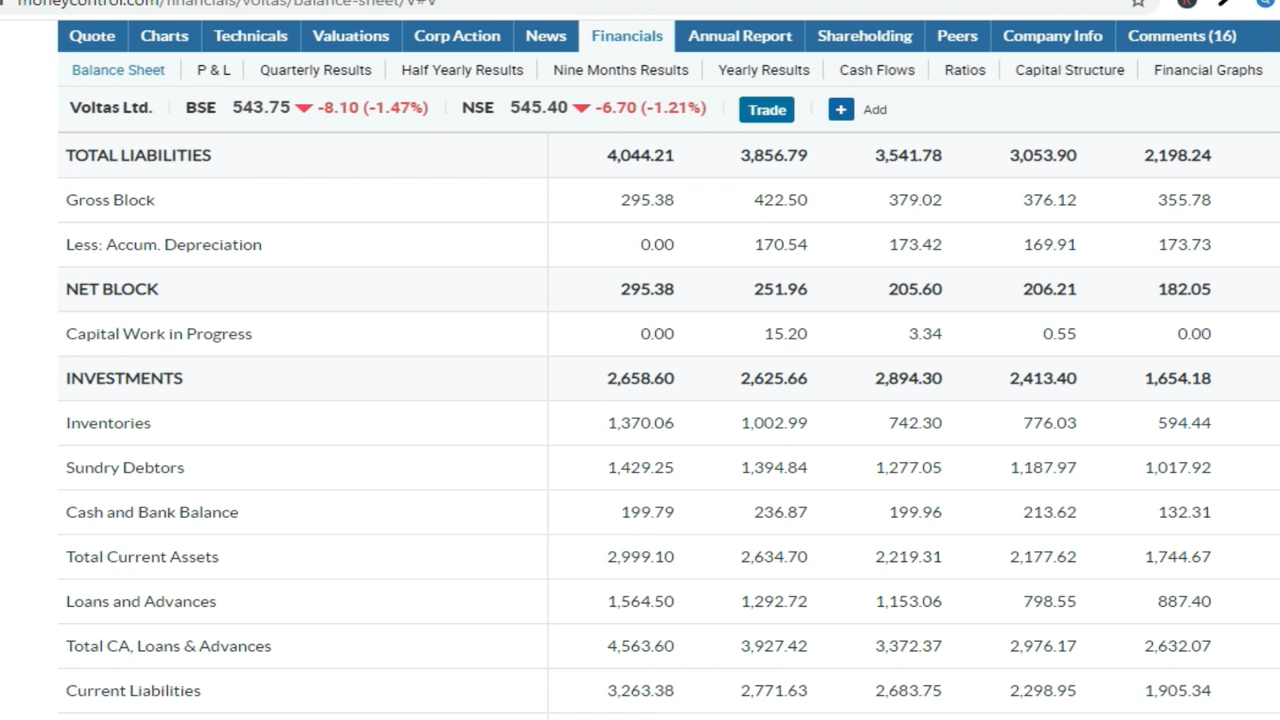 moneycontrol.com/financials/voltas/balance-sheet/V#V
Quote Charts Technicals Valuations Corp Action News Financials Annual Report Shareholding Peers Company Info Comments (16)
Balance Sheet P & L Quarterly Results Half Yearly Results Nine Months Results Yearly Results Cash Flows Ratios Capital Structure Financial Graphs
Voltas Ltd. BSE 543.75 -8.10 (-1.47%) NSE 545.40 -6.70 (-1.21%) Trade + Add
TOTAL LIABILITIES 4,044.21 3,856.79 3,541.78 3,053.90 2,198.24
Gross Block 295.38 422.50 379.02 376.12 355.78
Less: Accum. Depreciation 0.00 170.54 173.42 169.91 173.73
NET BLOCK 295.38 251.96 205.60 206.21 182.05
Capital Work in Progress 0.00 15.20 3.34 0.55 0.00
INVESTMENTS 2,658.60 2,625.66 2,894.30 2,413.40 1,654.18
Inventories 1,370.06 1,002.99 742.30 776.03 594.44
Sundry Debtors 1,429.25 1,394.84 1,277.05 1,187.97 1,017.92
Cash and Bank Balance 199.79 236.87 199.96 213.62 132.31
Total Current Assets 2,999.10 2,634.70 2,219.31 2,177.62 1,744.67
Loans and Advances 1,564.50 1,292.72 1,153.06 798.55 887.40
Total CA, Loans & Advances 4,563.60 3,927.42 3,372.37 2,976.17 2,632.07
Current Liabilities 3,263.38 2,771.63 2,683.75 2,298.95 1,905.34